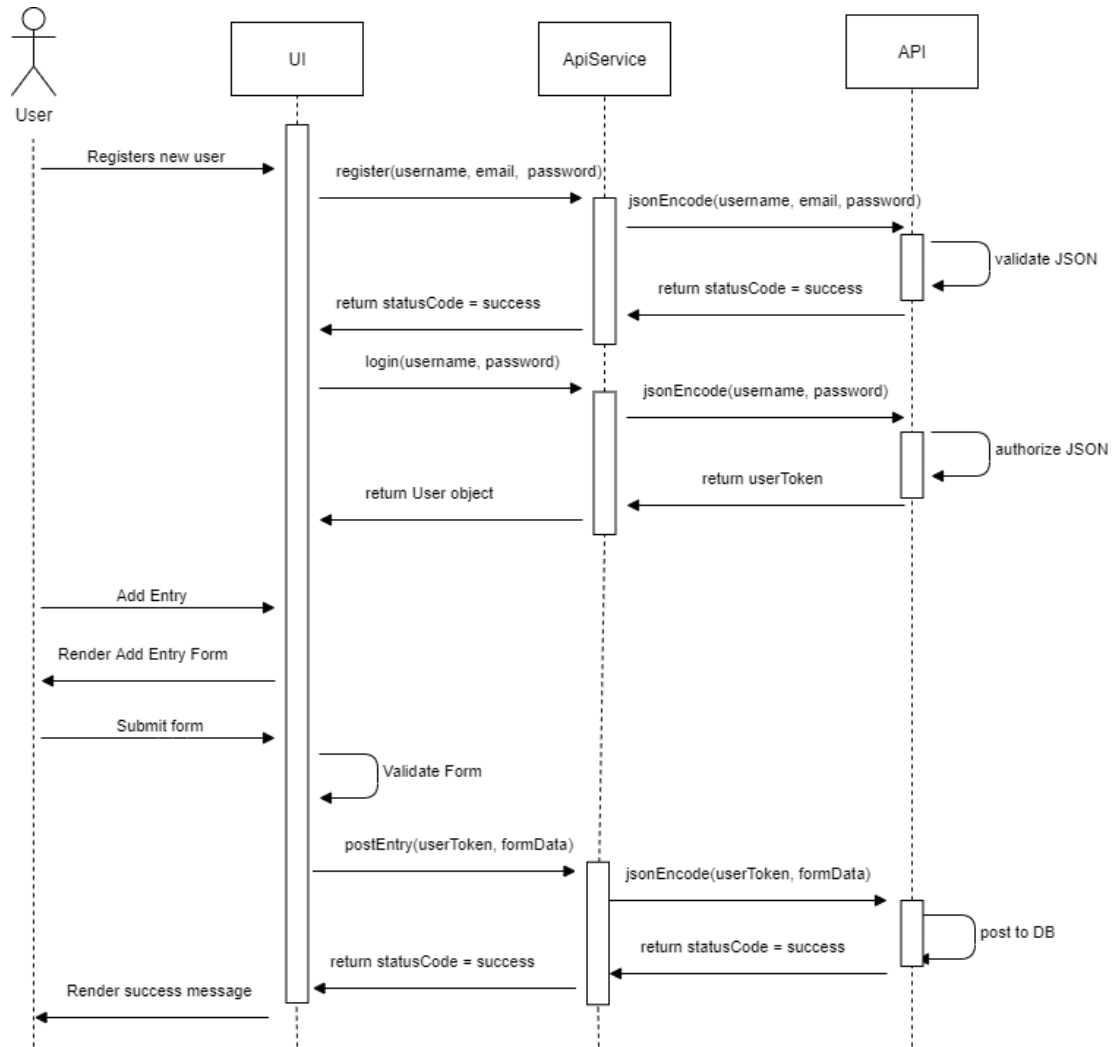 UI
ApiService
API
User
Registers new user
register(username, email, password)
jsonEncode(username, email, password)
validate JSON
return statusCode = success
return statusCode = success
login(username, password)
jsonEncode(username, password)
authorize JSON
return userToken
return User object
Add Entry
Render Add Entry Form
Submit form
Validate Form
postEntry(userToken, formData)
jsonEncode(userToken, formData)
post to DB
return statusCode = success
return statusCode = success
Render success message